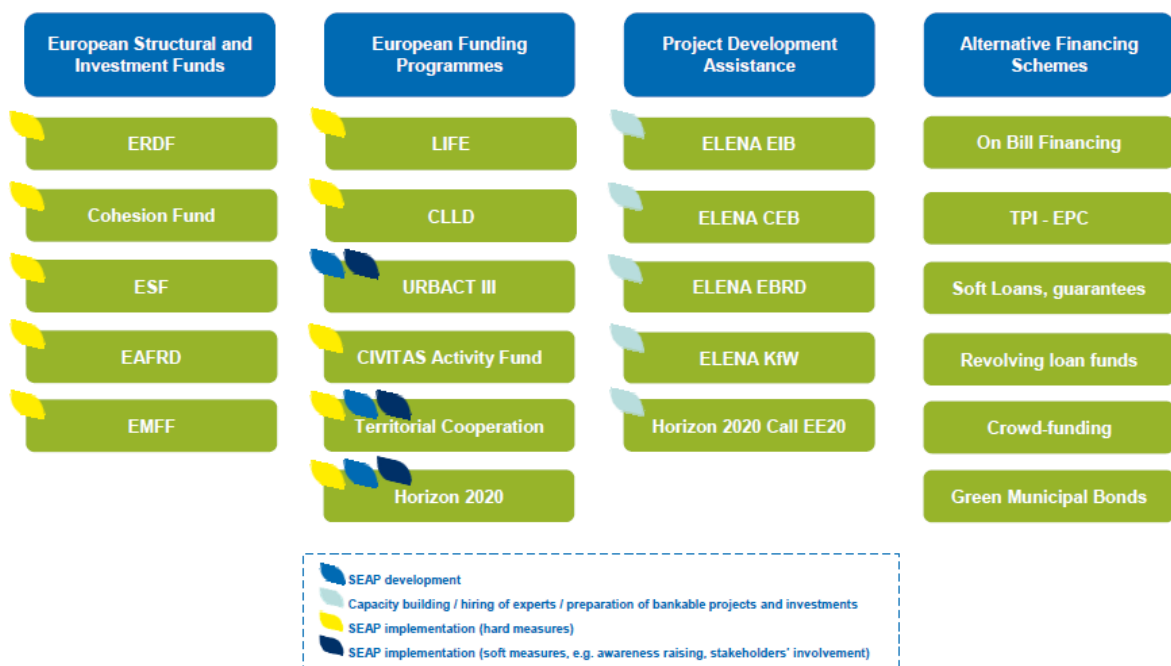 European Structural and
Investment Funds
ERDF
Cohesion Fund
ESF
EAFRD
EMFF
European Funding
Programmes
LIFE
CLLD
URBACT III
CIVITAS Activity Fund
Territorial Cooperation
Horizon 2020
Project Development
Assistance
ELENA EIB
ELENA CEB
ELENA EBRD
ELENA KfW
Horizon 2020 Call EE20
Alternative Financing
Schemes
On Bill Financing
TPI - EPC
Soft Loans, guarantees
Revolving loan funds
Crowd-funding
Green Municipal Bonds
SEAP development
Capacity building / hiring of experts / preparation of bankable projects and investments
SEAP implementation (hard measures)
SEAP implementation (soft measures, e.g. awareness raising, stakeholders' involvement)